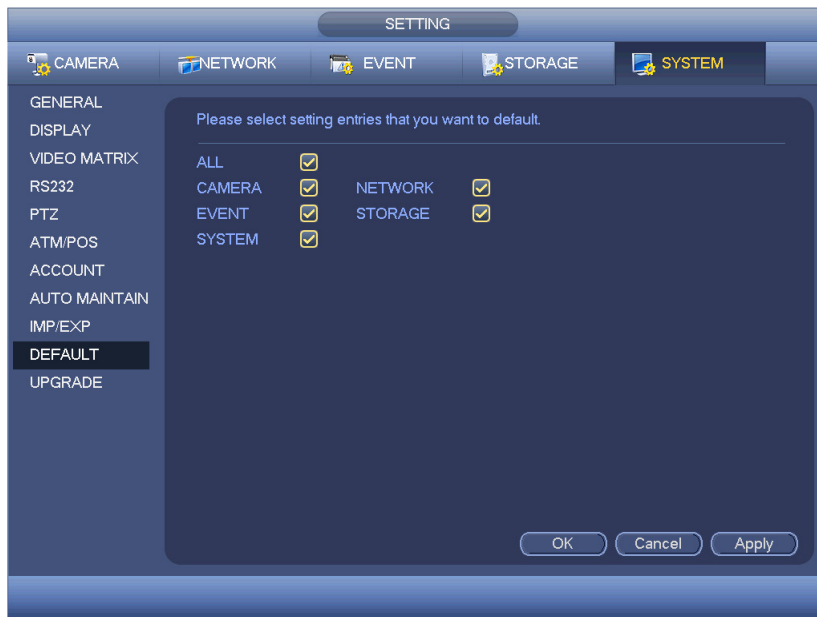 SETTING
CAMERA NETWORK EVENT STORAGE SYSTEM
GENERAL
DISPLAY
VIDEO MATRIX
RS232
PTZ
ATM/POS
ACCOUNT
AUTO MAINTAIN
IMP/EXP
DEFAULT
UPGRADE
Please select setting entries that you want to default.
ALL
CAMERA NETWORK
EVENT STORAGE
SYSTEM
OK Cancel Apply